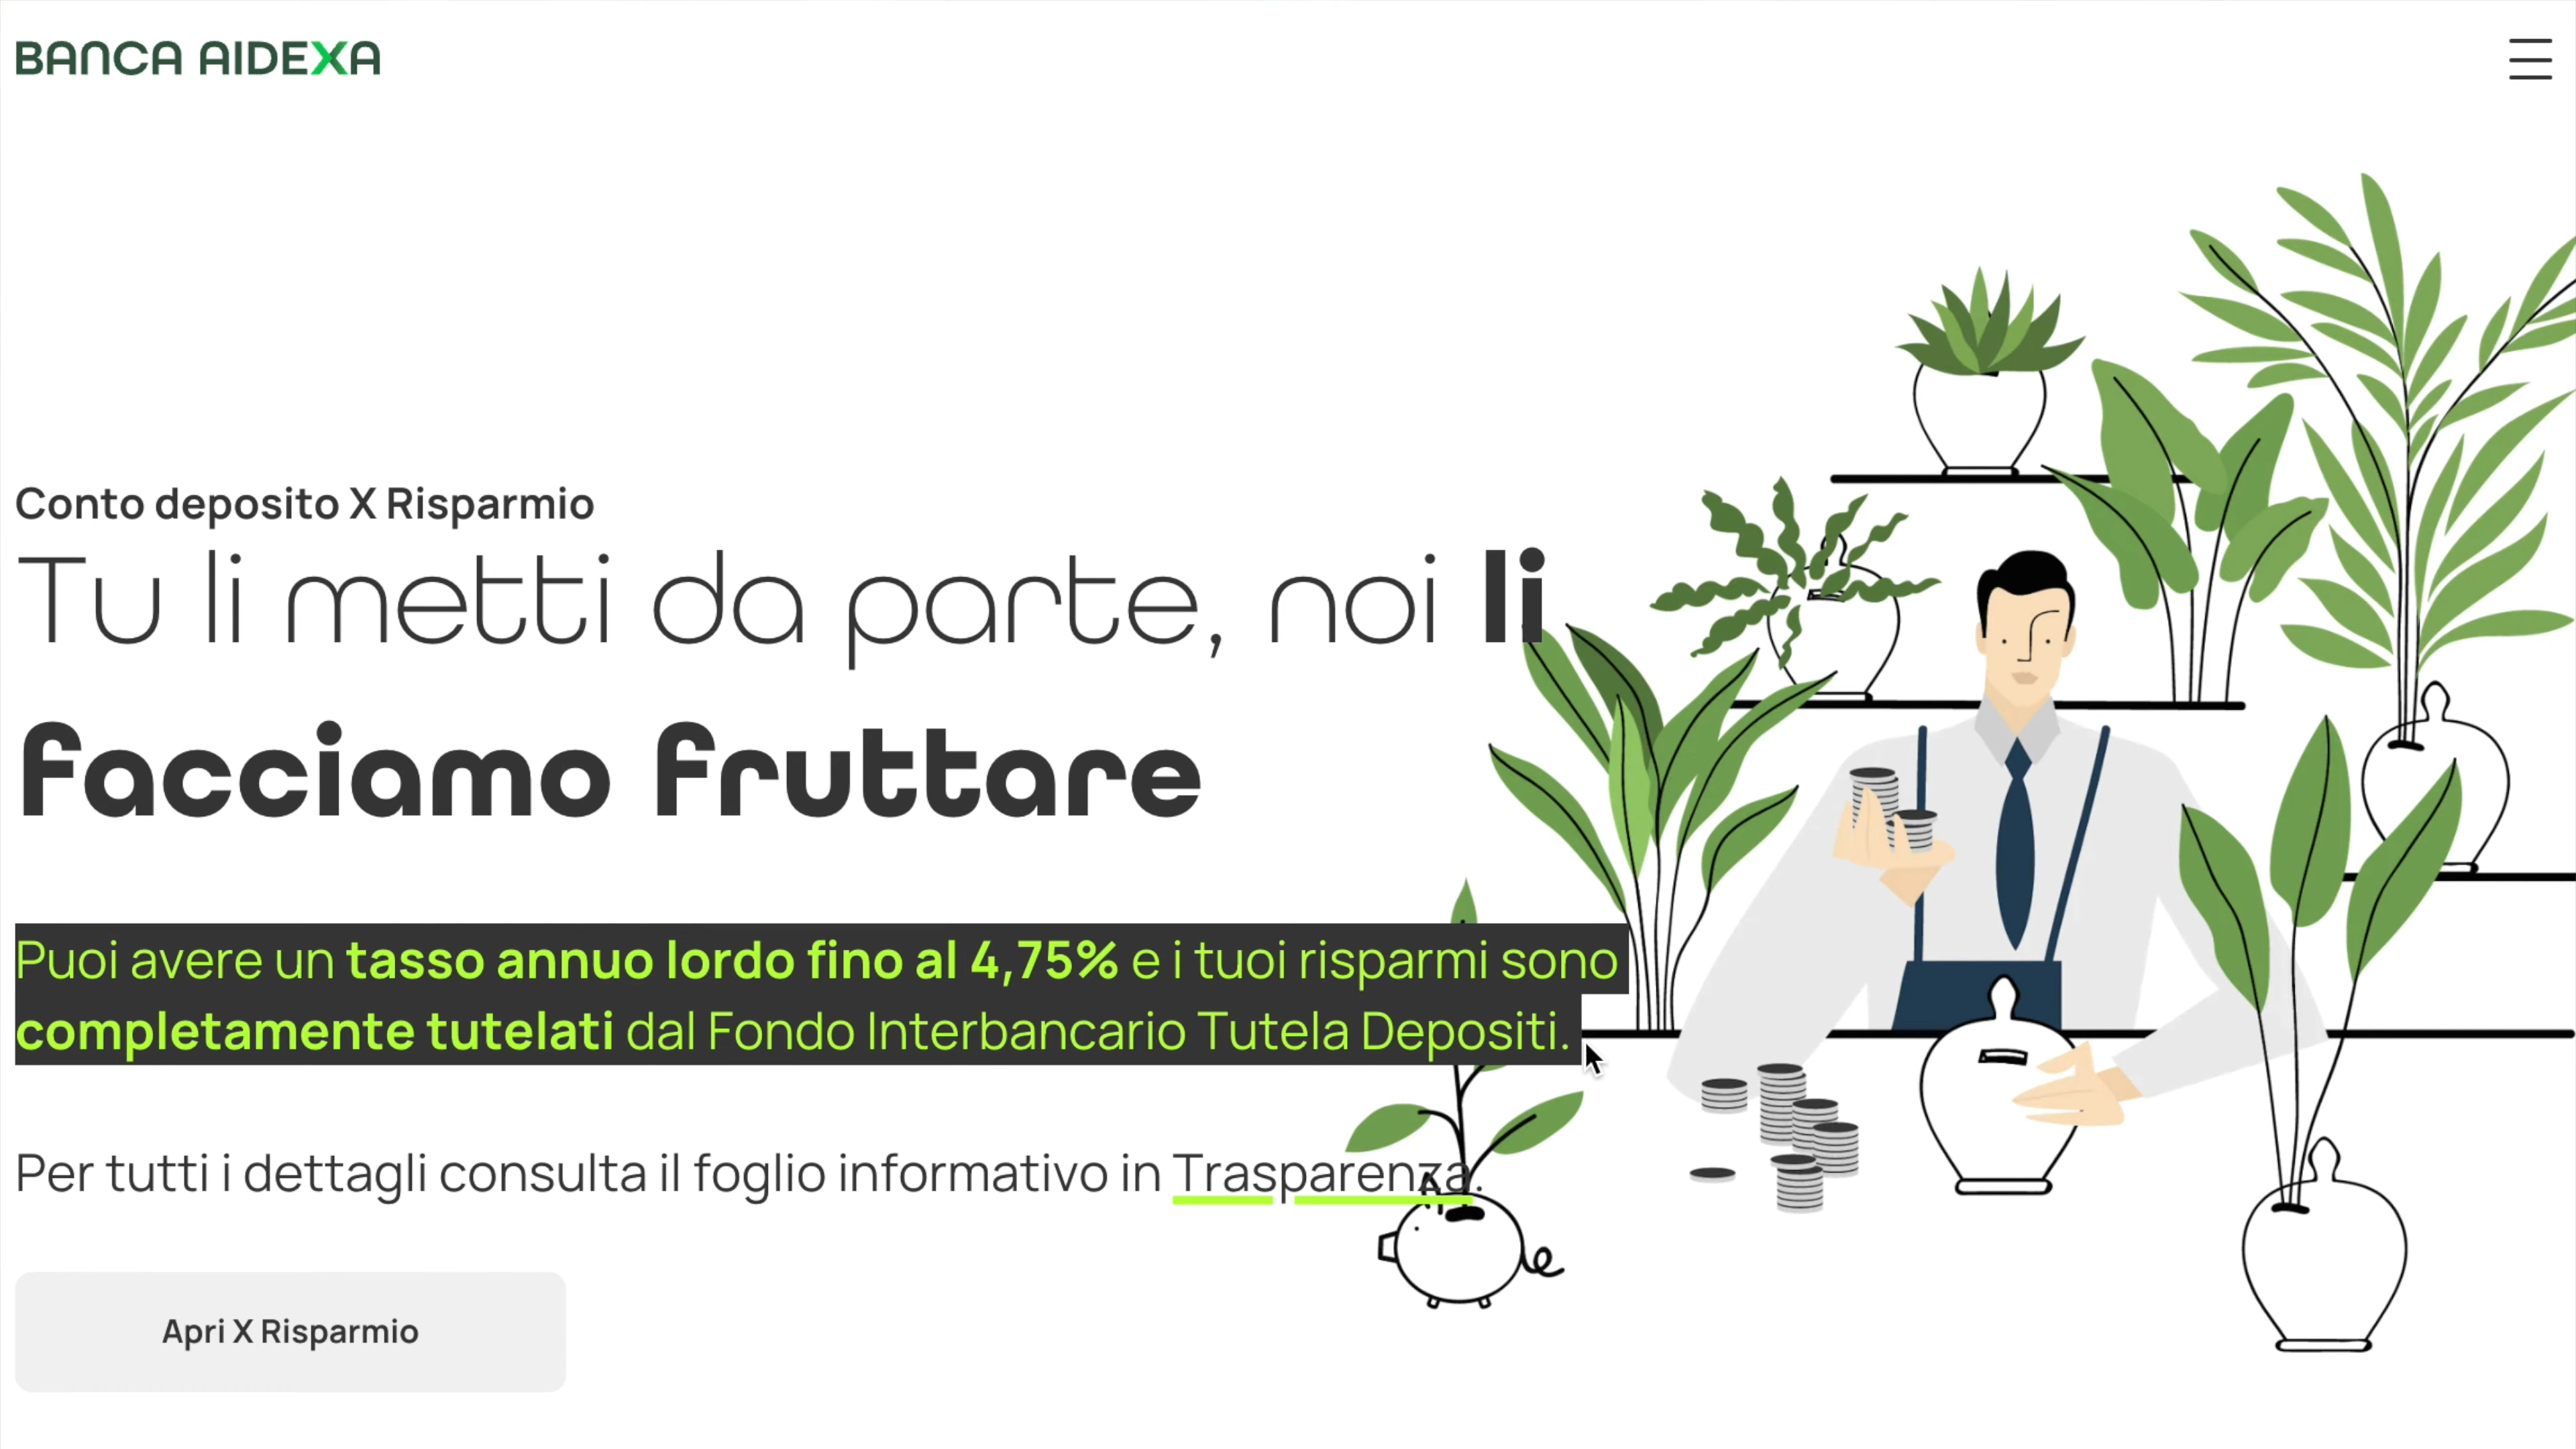 BANCA AIDEXA
Conto deposito X Risparmio
Tu li metti da parte, noi li
facciamo fruttare
Puoi avere un tasso annuo lordo fino al 4,75% e i tuoi risparmi sono
completamente tutelati dal Fondo Interbancario Tutela Depositi.
Per tutti i dettagli consulta il foglio informativo in Trasparenza.
Apri X Risparmio